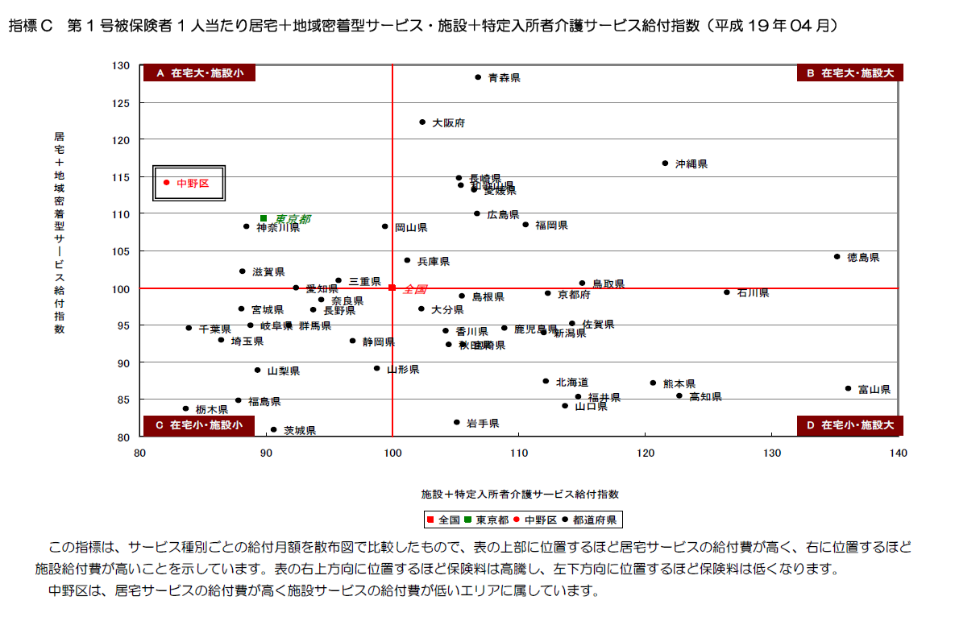 指標C 第1号被保険者1人当たり居宅＋地域密着型サービス・施設＋特定入所者介護サービス給付指数（平成19年04月）
居宅＋地域密着型サービス給付指数
130
A 在宅大・施設小
B 在宅大・施設大
青森県
125
大阪府
120
沖縄県
長崎県
115
和歌山県
中野区
愛媛県
110
広島県
東京都
神奈川県
岡山県
福岡県
105
兵庫県
徳島県
滋賀県
三重県
鳥取県
100
愛知県
全国
京都府
石川県
奈良県
島根県
宮城県
長野県
大分県
95
千葉県
岐阜県
群馬県
香川県
鹿児島県
佐賀県
新潟県
埼玉県
静岡県
秋田県
宮崎県
90
山梨県
山形県
北海道
熊本県
富山県
85
福島県
福井県
高知県
栃木県
山口県
C 在宅小・施設小
D 在宅小・施設大
茨城県
岩手県
80
80
90
100
110
120
130
140
施設＋特定入所者介護サービス給付指数
全国 東京都 中野区 都道府県
この指標は、サービス種別ごとの給付月額を散布図で比較したもので、表の上部に位置するほど居宅サービスの給付費が高く、右に位置するほど
施設給付費が高いことを示しています。表の右上方向に位置するほど保険料は高騰し、左下方向に位置するほど保険料は低くなります。
中野区は、居宅サービスの給付費が高く施設サービスの給付費が低いエリアに属しています。